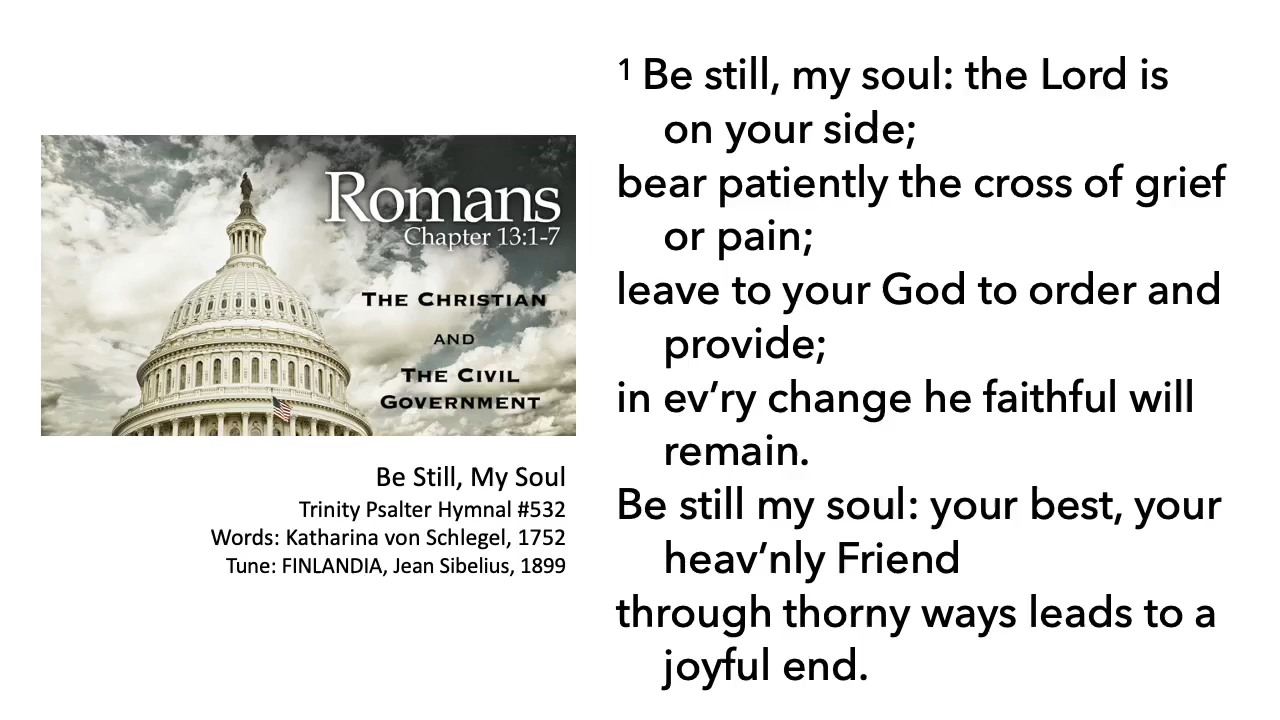 Romans
Chapter 13:1-7
The Christian
and
The Civil
Government
Be Still, My Soul
Trinity Psalter Hymnal #532
Words: Katharina von Schlegel, 1752
Tune: FINLANDIA, Jean Sibelius, 1899
1 Be still, my soul: the Lord is
on your side;
bear patiently the cross of grief
or pain;
leave to your God to order and
provide;
in ev’ry change he faithful will
remain.
Be still my soul: your best, your
heav’nly Friend
through thorny ways leads to a
joyful end.